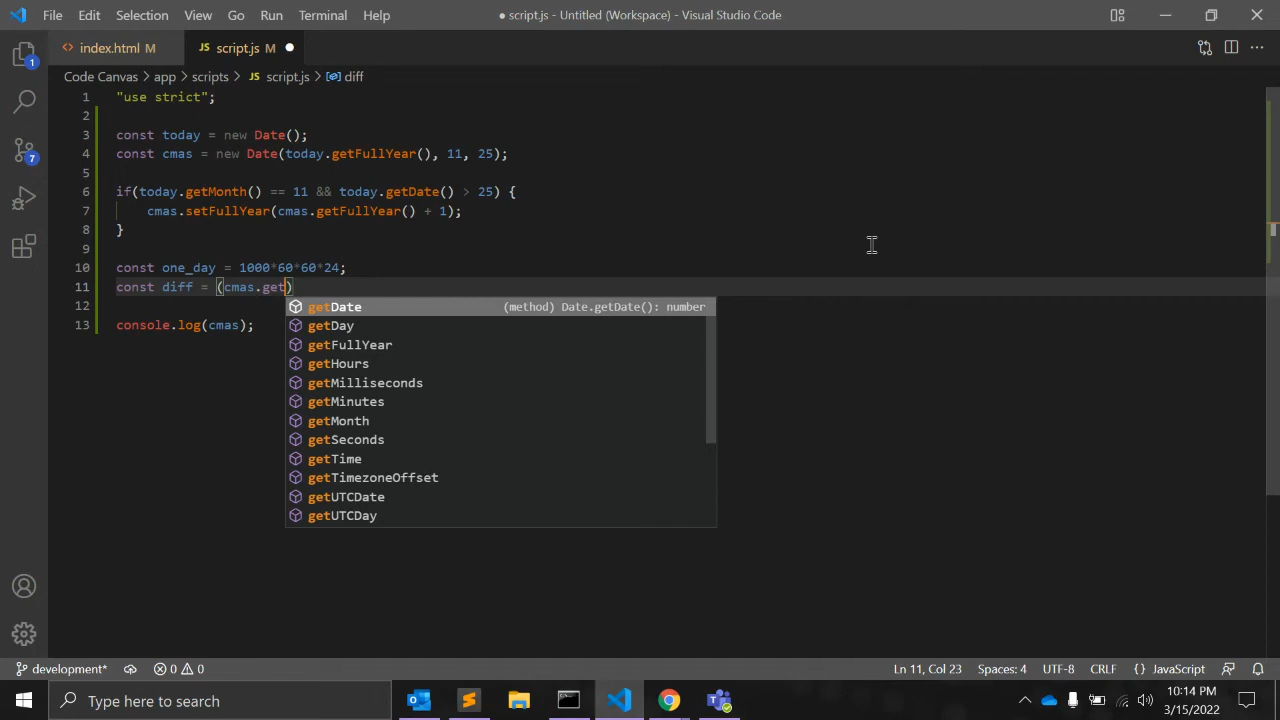 File Edit Selection View Go Run Terminal Help ● script.js - Untitled (Workspace) - Visual Studio Code
<> index.html M JS script.js M ●
Code Canvas > app > scripts > JS script.js > diff
1 "use strict";
2
3 const today = new Date();
4 const cmas = new Date(today.getFullYear(), 11, 25);
5
6 if(today.getMonth() == 11 && today.getDate() > 25) {
7 cmas.setFullYear(cmas.getFullYear() + 1);
8 }
9
10 const one_day = 1000*60*60*24;
11 const diff = (cmas.get)
12 getDate (method) Date.getDate(): number
13 console.log(cmas); getDay
getFullYear
getHours
getMilliseconds
getMinutes
getMonth
getSeconds
getTime
getTimezoneOffset
getUTCDate
getUTCDay
1
7
development* 0 0 Ln 11, Col 23 Spaces: 4 UTF-8 CRLF {} JavaScript
Type here to search
10:14 PM
3/15/2022